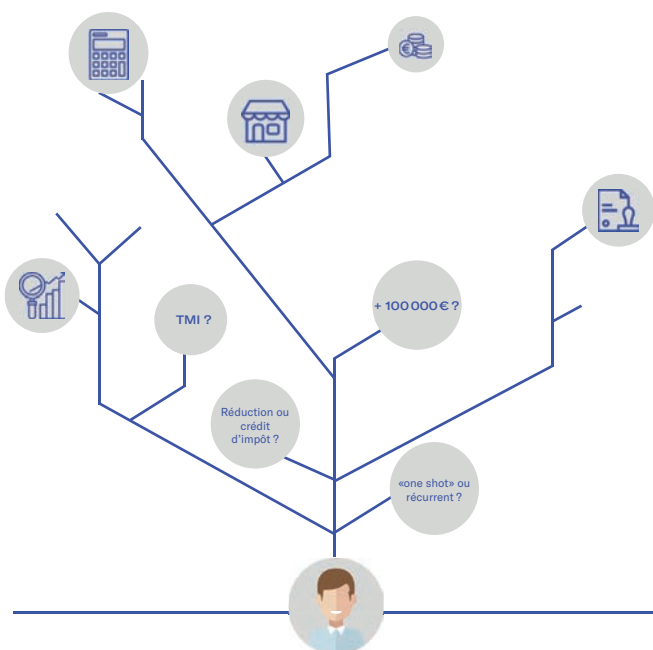 + 100 000 € ?
TMI ?
Réduction ou
crédit
d'impôt ?
«one shot» ou
récurrent ?